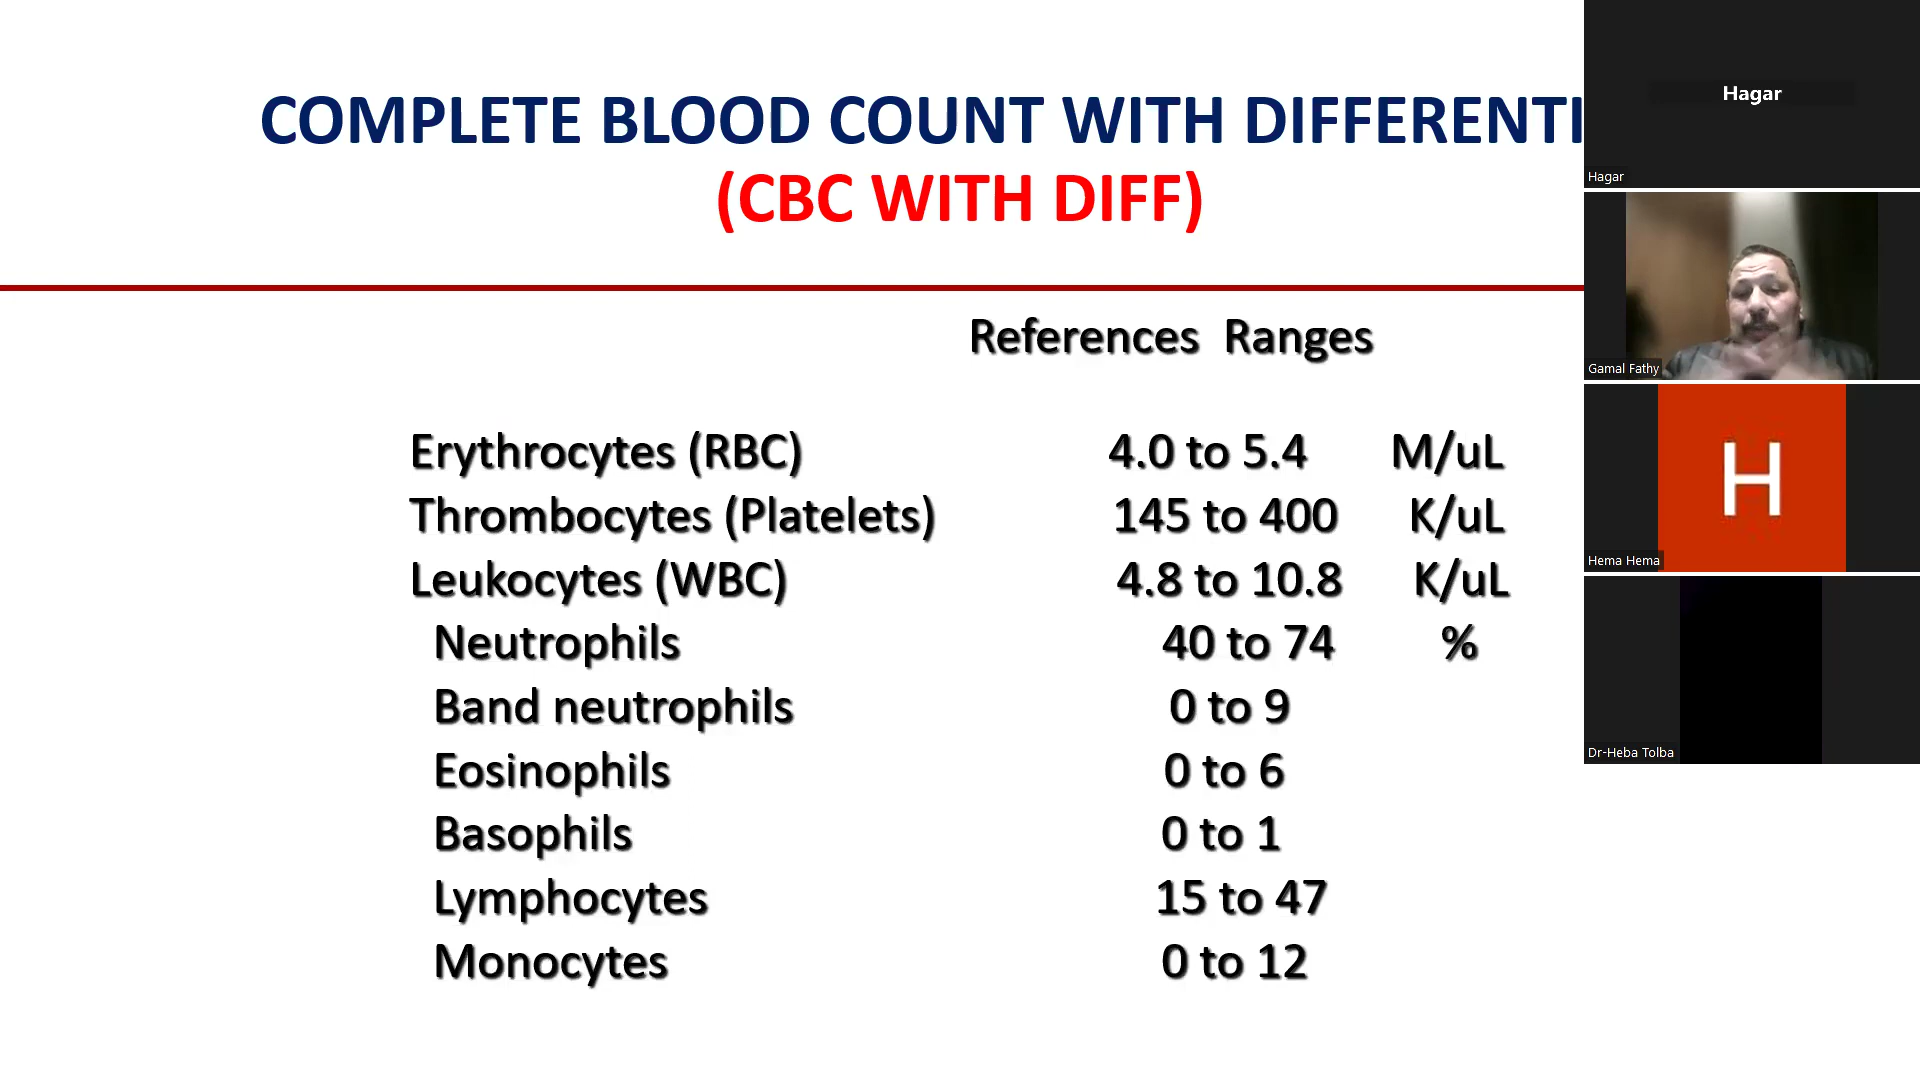 COMPLETE BLOOD COUNT WITH DIFFERENTI
(CBC WITH DIFF)
References Ranges
Erythrocytes (RBC) 4.0 to 5.4 M/uL
Thrombocytes (Platelets) 145 to 400 K/uL
Leukocytes (WBC) 4.8 to 10.8 K/uL
Neutrophils 40 to 74 %
Band neutrophils 0 to 9
Eosinophils 0 to 6
Basophils 0 to 1
Lymphocytes 15 to 47
Monocytes 0 to 12
Hagar
Hagar
Gamal Fathy
H
Hema Hema
Dr-Heba Tolba